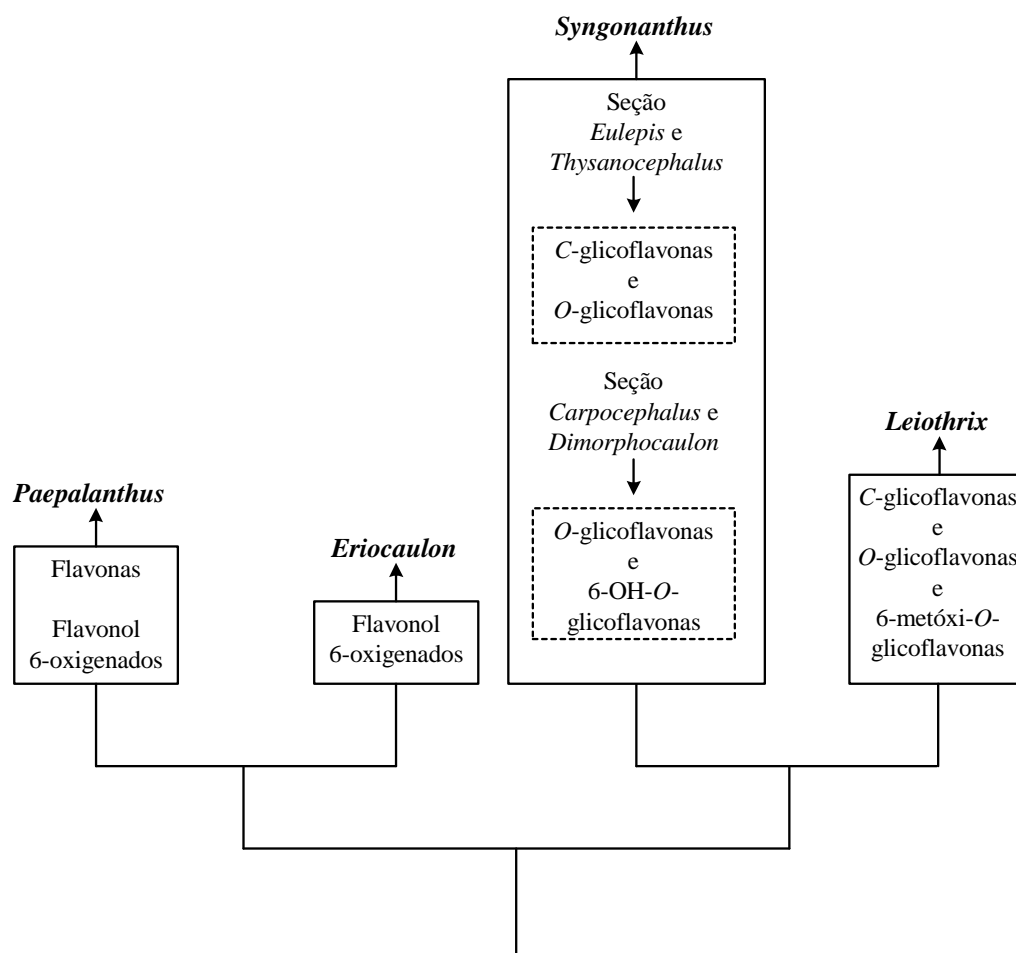 Syngonanthus
Seção
Eulepis e
Thysanocephalus
C-glicoflavonas
e
O-glicoflavonas
Seção
Carpocephalus e
Dimorphocaulon
O-glicoflavonas
e
6-OH-O-
glicoflavonas
Leiothrix
C-glicoflavonas
e
O-glicoflavonas
e
6-metóxi-O-
glicoflavonas
Paepalanthus
Flavonas
Flavonol
6-oxigenados
Eriocaulon
Flavonol
6-oxigenados